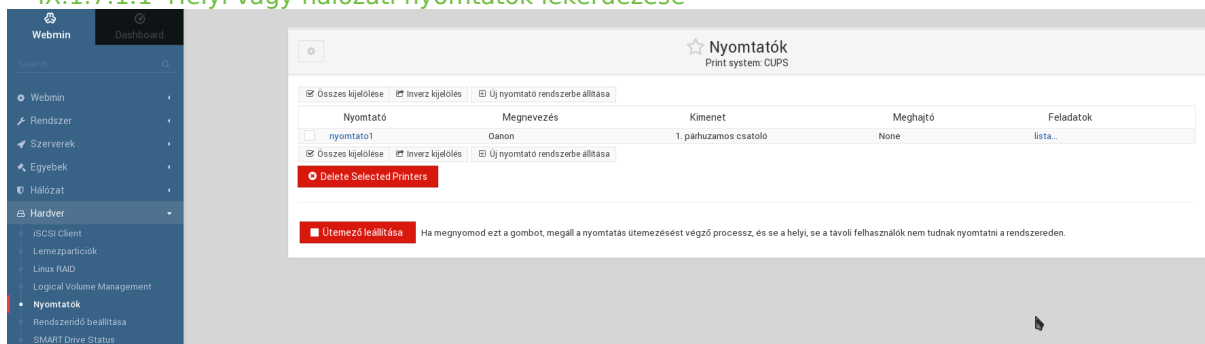 IX.1.7.1.1 Helyi vagy hálózati nyomtatók lekérdezése
Webmin
Dashboard
Search
Webmin
Rendszer
Szerverek
Egyebek
Hálózat
Hardver
iSCSI Client
Lemezpartíciók
Linux RAID
Logical Volume Management
Nyomtatók
Rendszeridő beállítása
SMART Drive Status
Nyomtatók
Print system: CUPS
Összes kijelölése Inverz kijelölés Új nyomtató rendszerbe állítása
Nyomtató Megnevezés Kimenet Meghajtó Feladatok
nyomtato1 Oanon 1. párhuzamos csatoló None lista...
Összes kijelölése Inverz kijelölés Új nyomtató rendszerbe állítása
Delete Selected Printers
Ütemező leállítása Ha megnyomod ezt a gombot, megáll a nyomtatás ütemezésést végző processz, és se a helyi, se a távoli felhasználók nem tudnak nyomtatni a rendszereden.